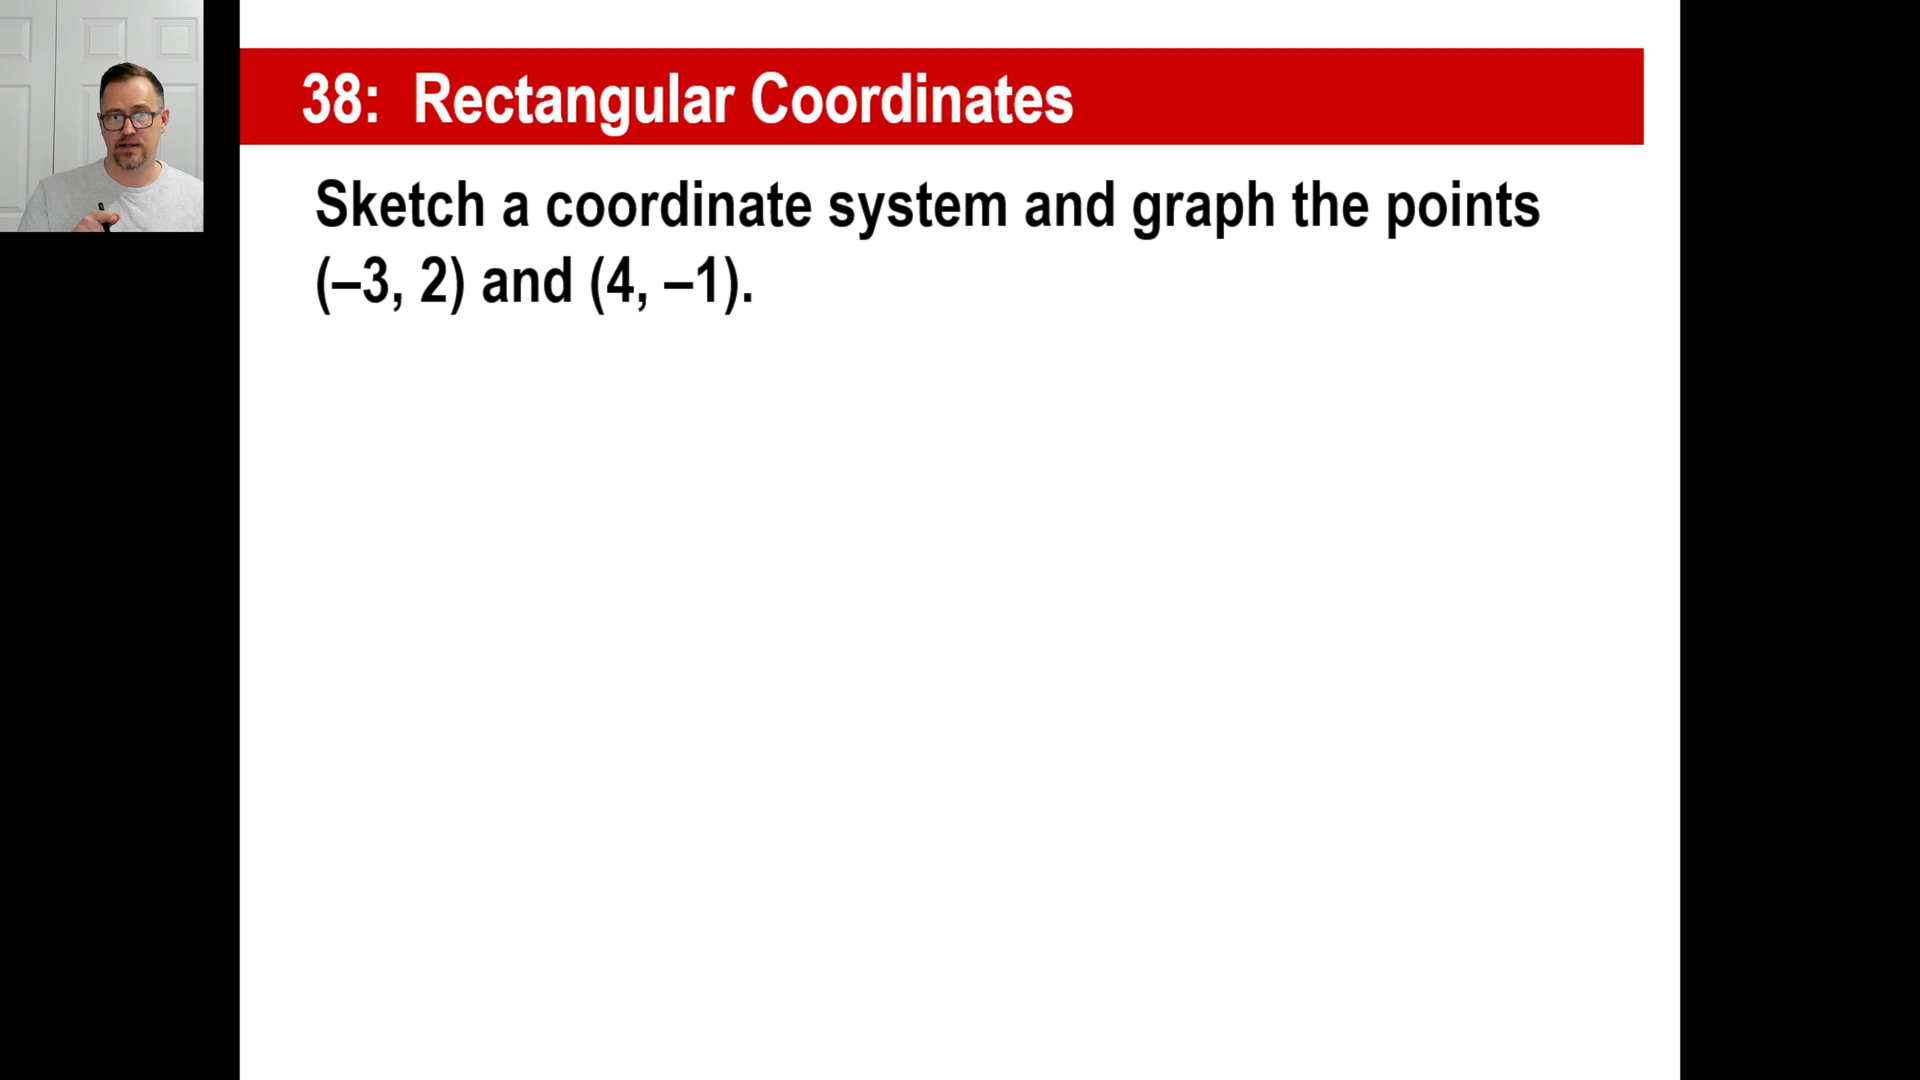 38:  Rectangular Coordinates
Sketch a coordinate system and graph the points
(–3, 2) and (4, –1).